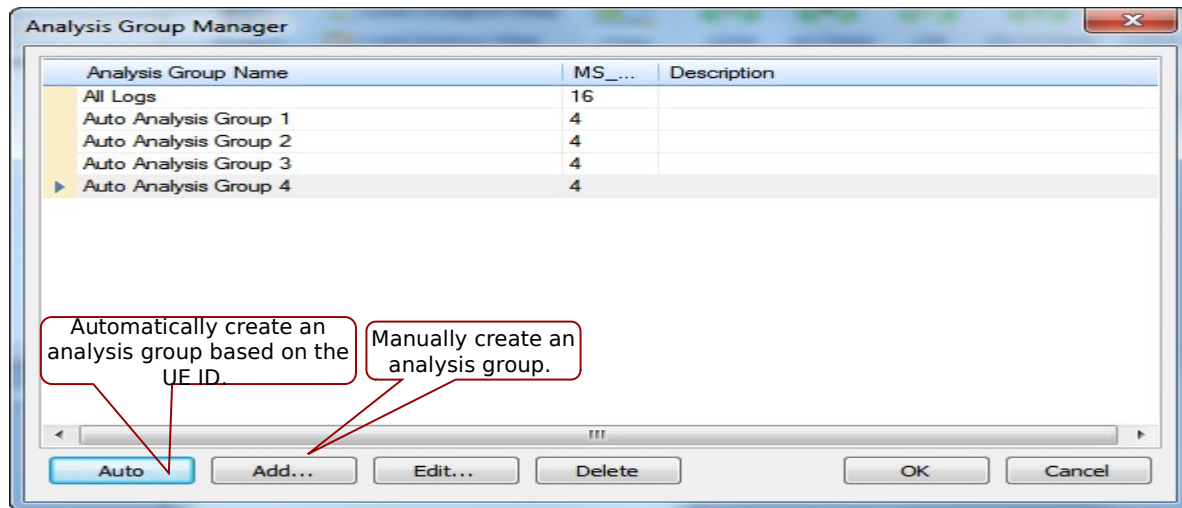 Analysis Group Manager
Analysis Group Name MS_... Description
All Logs 16
Auto Analysis Group 1 4
Auto Analysis Group 2 4
Auto Analysis Group 3 4
Auto Analysis Group 4 4
Automatically create an
analysis group based on the
UE ID.
Manually create an
analysis group.
Auto Add... Edit... Delete OK Cancel